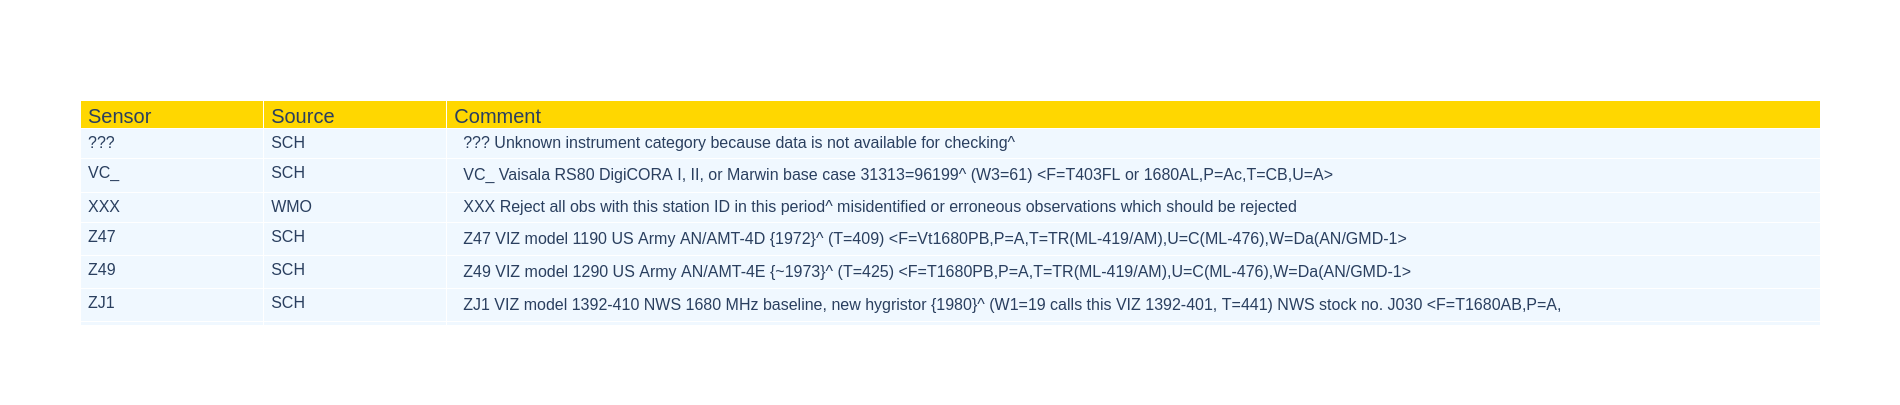 Sensor Source Comment
??? SCH ??? Unknown instrument category because data is not available for checking^
VC_ SCH VC_ Vaisala RS80 DigiCORA I, II, or Marwin base case 31313=96199^ (W3=61) <F=T403FL or 1680AL,P=Ac,T=CB,U=A>
XXX WMO XXX Reject all obs with this station ID in this period^ misidentified or erroneous observations which should be rejected
Z47 SCH Z47 VIZ model 1190 US Army AN/AMT-4D {1972}^ (T=409) <F=Vt1680PB,P=A,T=TR(ML-419/AM),U=C(ML-476),W=Da(AN/GMD-1>
Z49 SCH Z49 VIZ model 1290 US Army AN/AMT-4E {~1973}^ (T=425) <F=T1680PB,P=A,T=TR(ML-419/AM),U=C(ML-476),W=Da(AN/GMD-1>
ZJ1 SCH ZJ1 VIZ model 1392-410 NWS 1680 MHz baseline, new hygristor {1980}^ (W1=19 calls this VIZ 1392-401, T=441) NWS stock no. J030 <F=T1680AB,P=A,